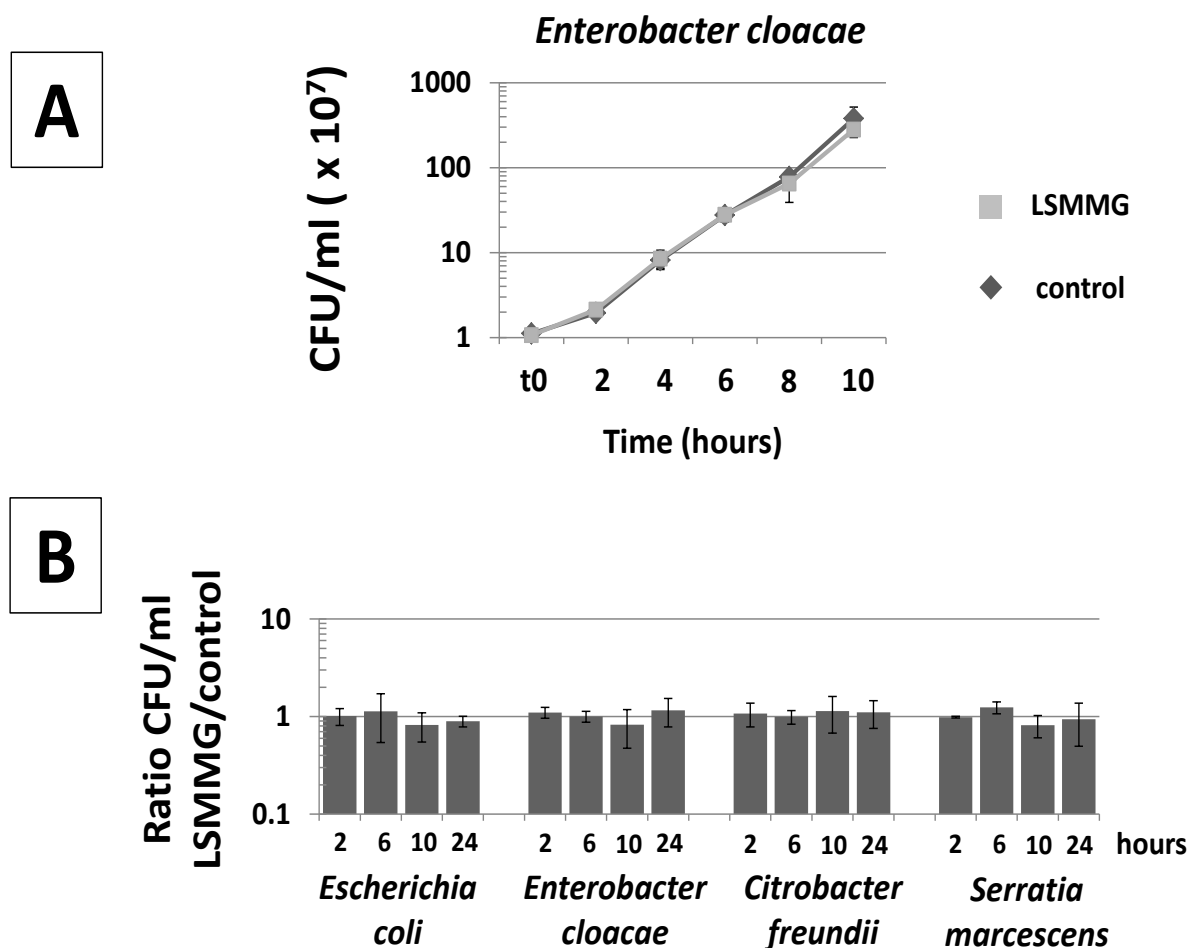 A
Enterobacter cloacae
CFU/ml ( x 10⁷)
1000
100
10
1
t0 2 4 6 8 10
Time (hours)
LSMMG
control
B
Ratio CFU/ml
LSMMG/control
10
1
0.1
2 6 10 24 2 6 10 24 2 6 10 24 2 6 10 24 hours
Escherichia coli
Enterobacter cloacae
Citrobacter freundii
Serratia marcescens